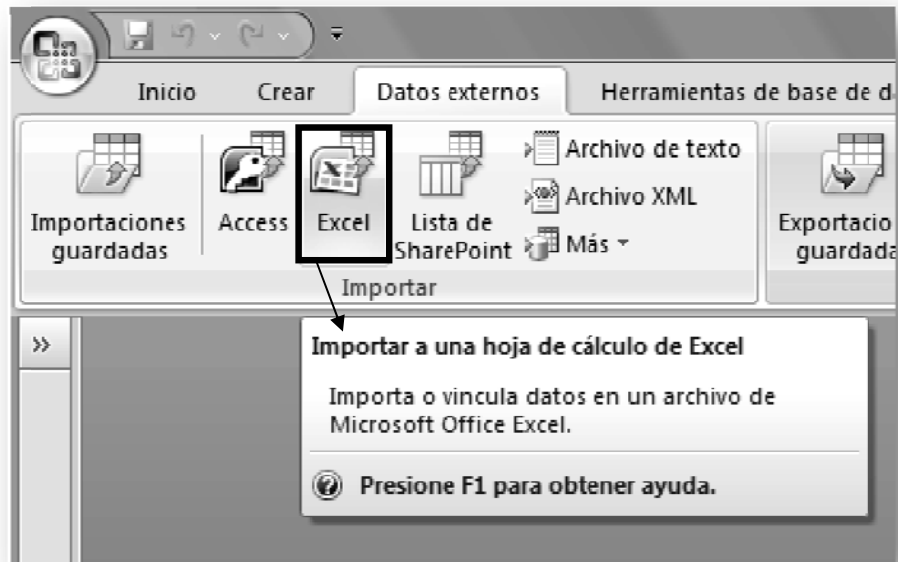 Inicio Crear Datos externos Herramientas de base de d
Importaciones guardadas
Access
Excel
Lista de SharePoint
Archivo de texto
Archivo XML
Más
Exportacio
guardada
Importar
»
Importar a una hoja de cálculo de Excel
Importa o vincula datos en un archivo de
Microsoft Office Excel.
Presione F1 para obtener ayuda.